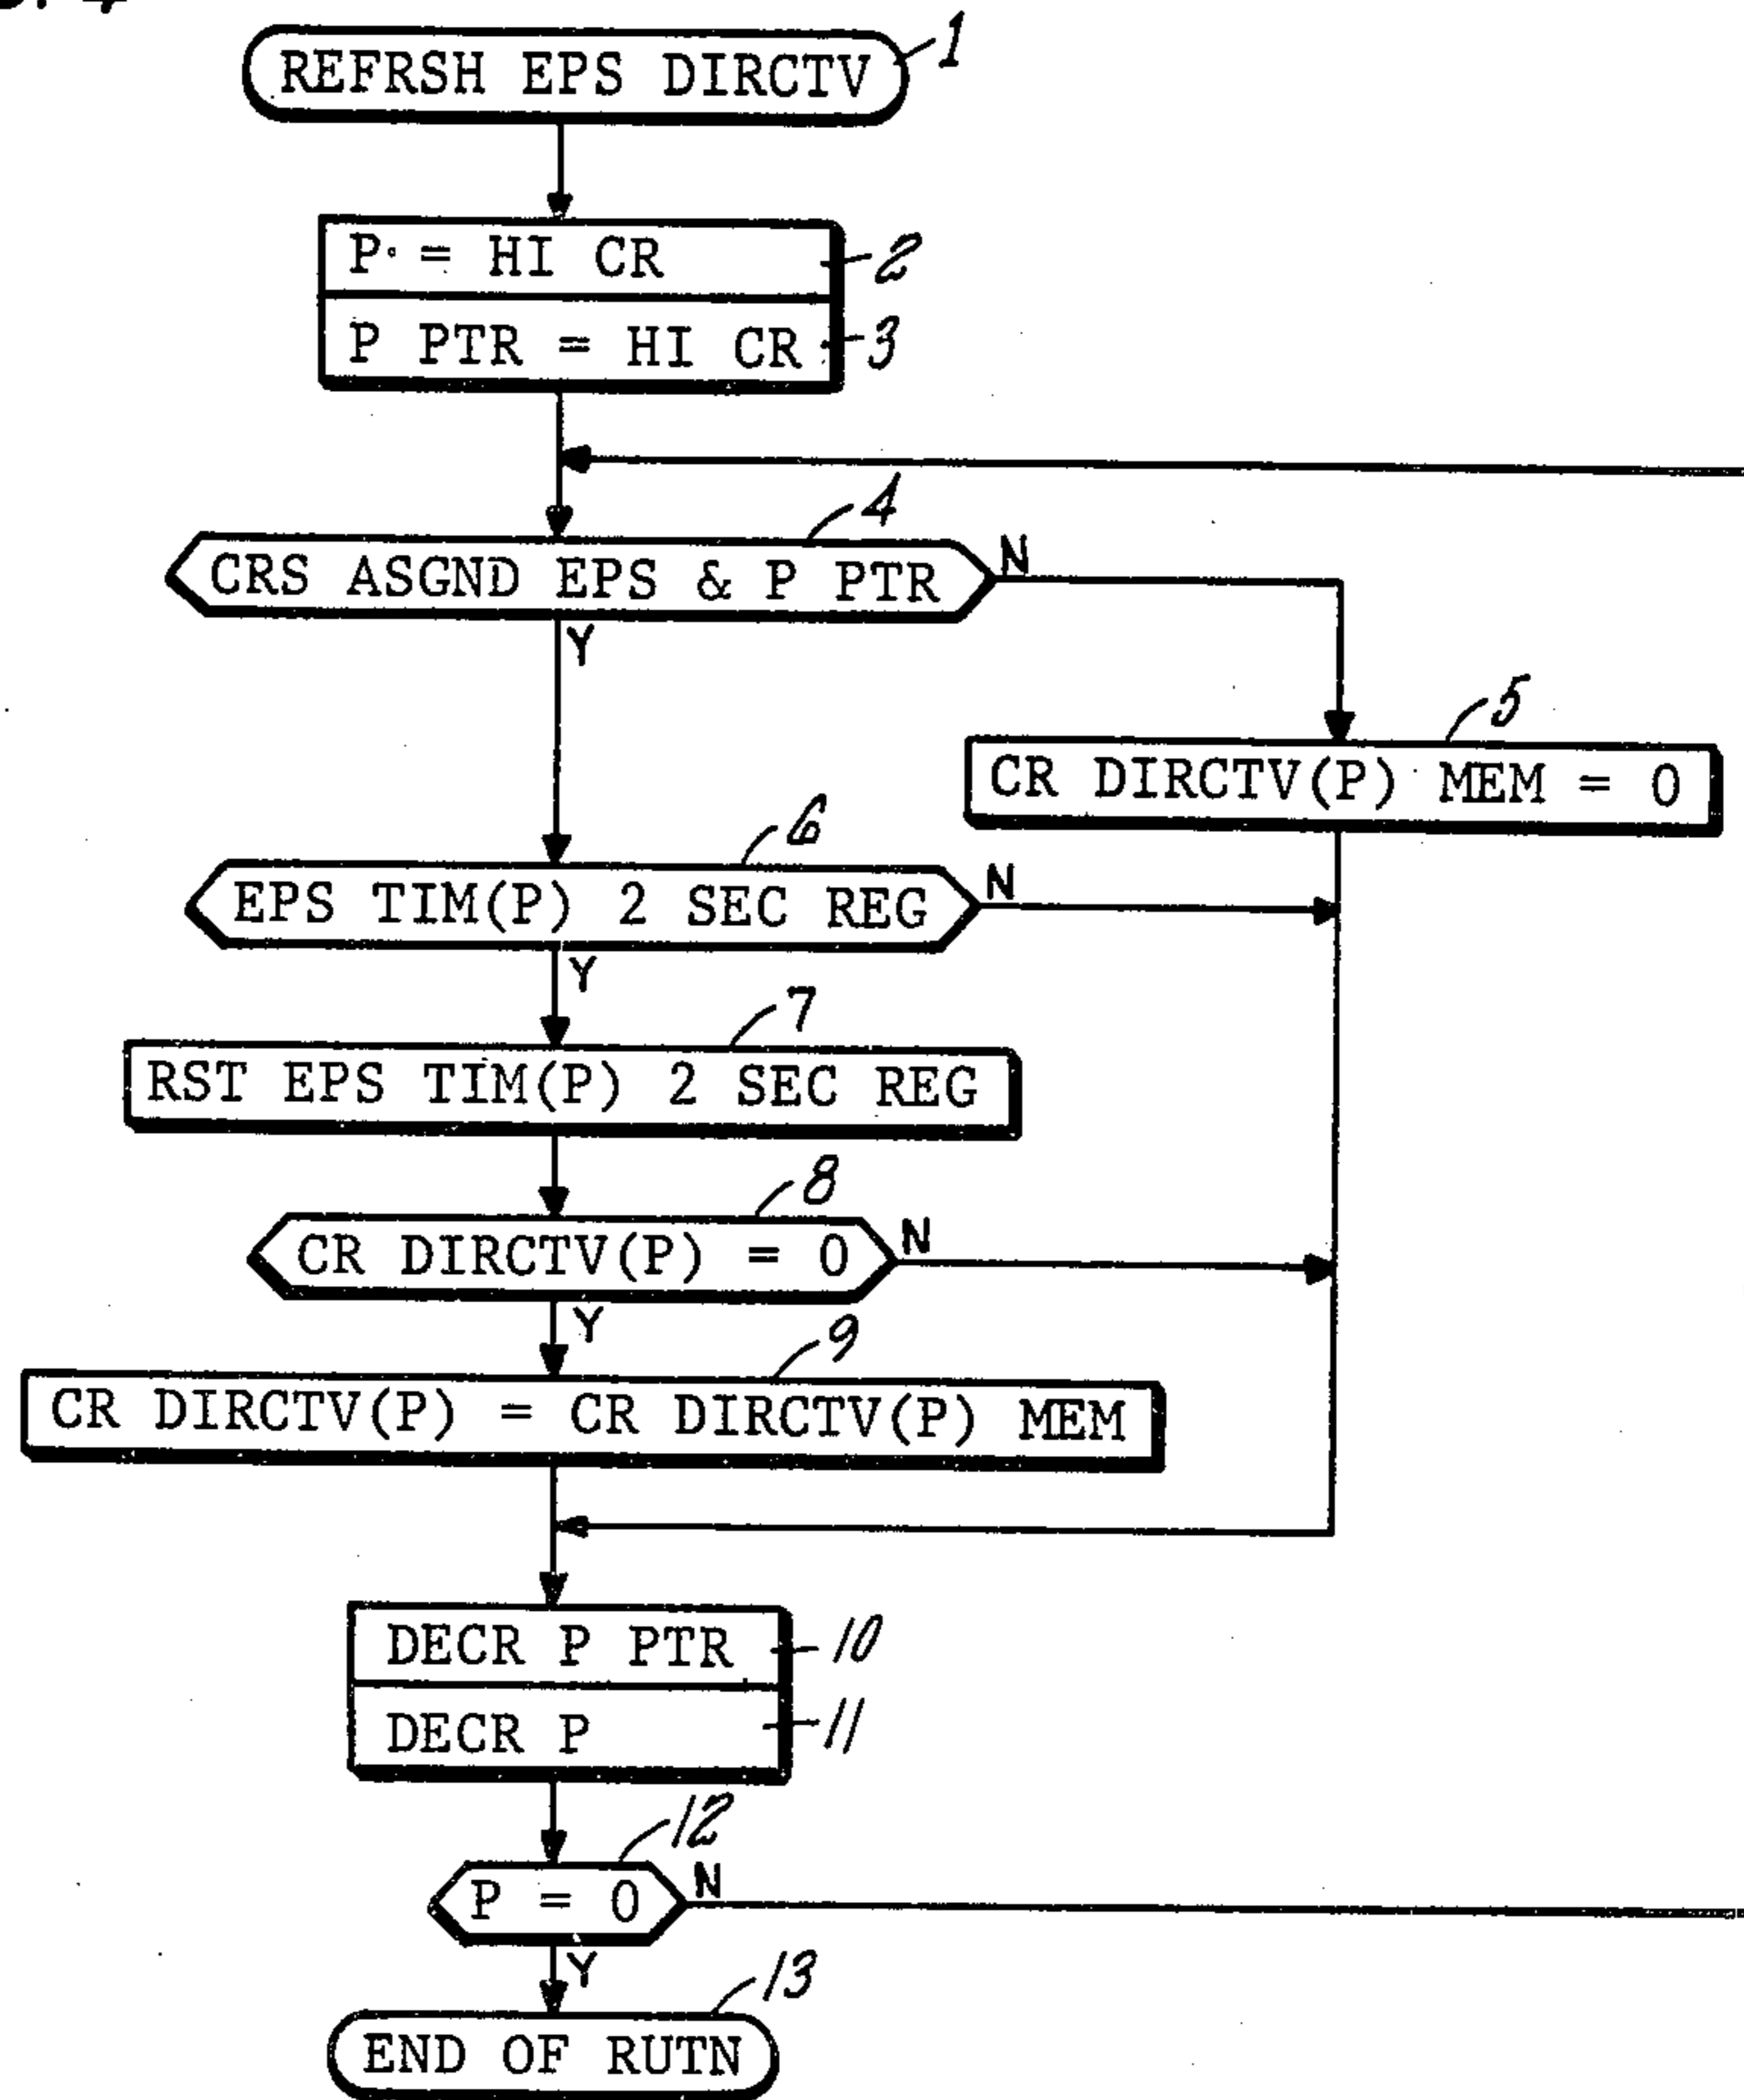 REFRSH EPS DIRCTV 1
P = HI CR 2
P PTR = HI CR 3
4
CRS ASGND EPS & P PTR N
Y
5
CR DIRCTV(P) MEM = 0
6
EPS TIM(P) 2 SEC REG N
Y
7
RST EPS TIM(P) 2 SEC REG
8
CR DIRCTV(P) = 0 N
Y
9
CR DIRCTV(P) = CR DIRCTV(P) MEM
DECR P PTR 10
DECR P 11
12
P = 0 N
Y
13
END OF RUTN